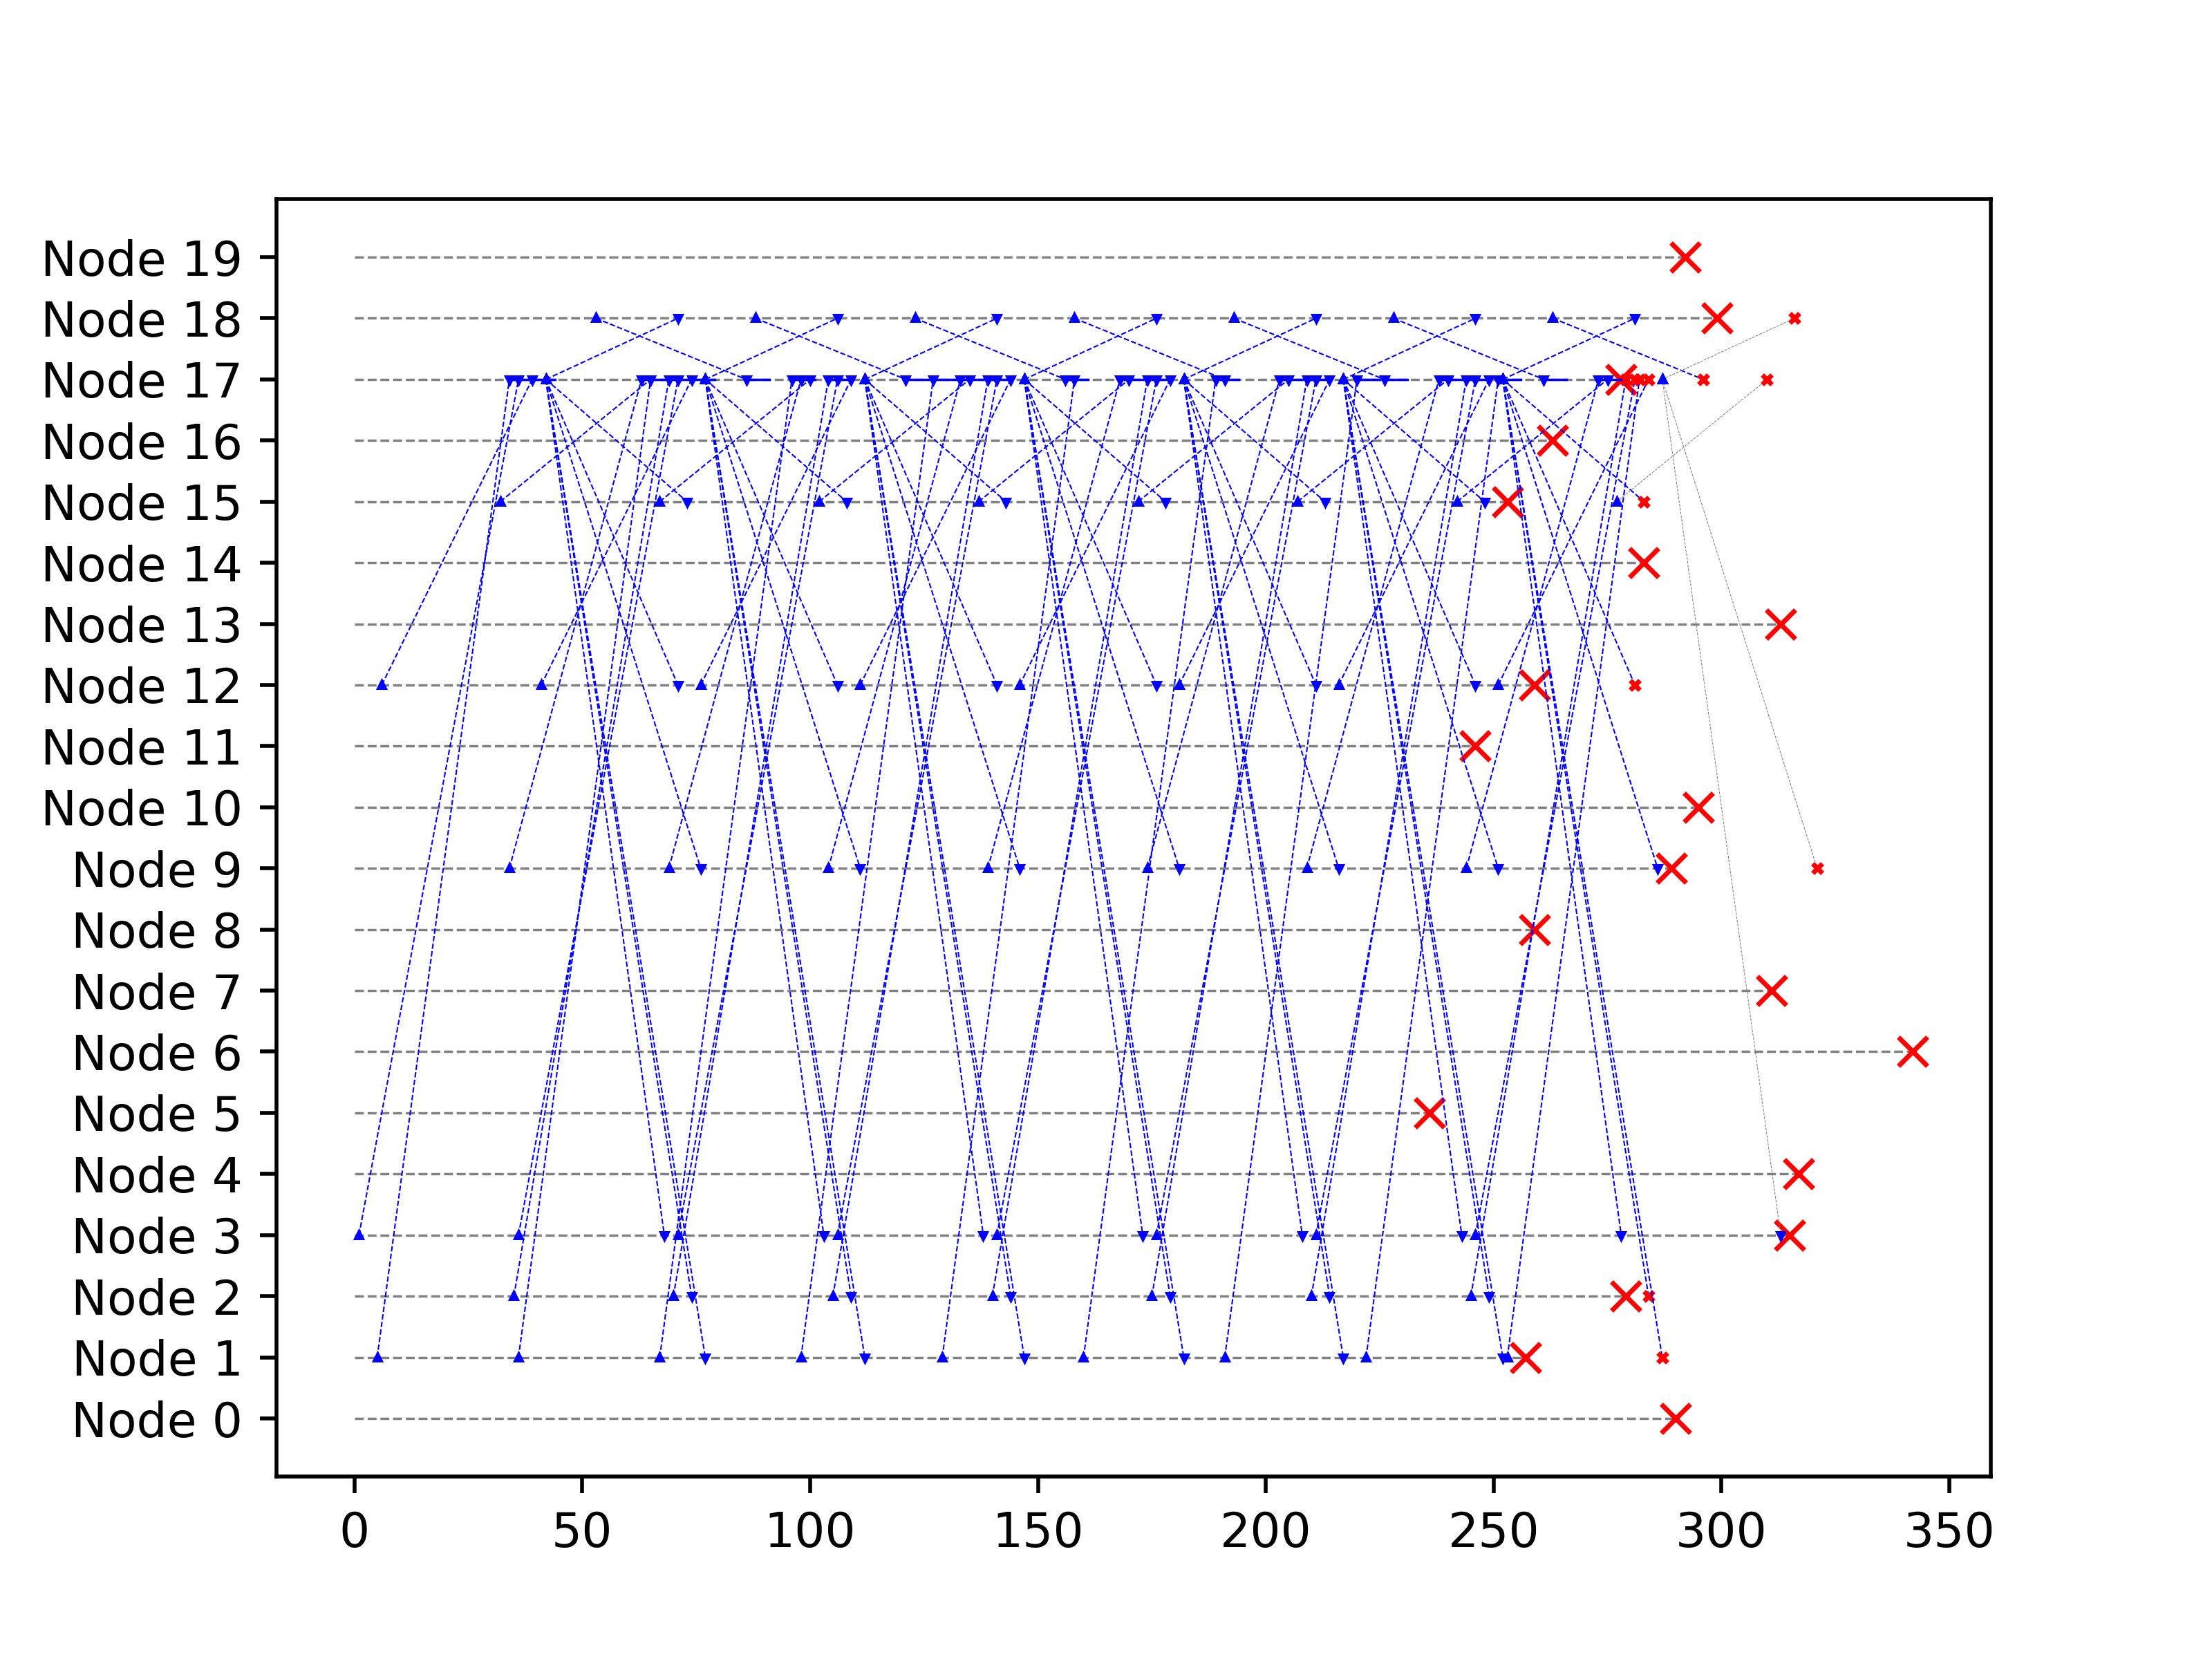 Node 19
Node 18
Node 17
Node 16
Node 15
Node 14
Node 13
Node 12
Node 11
Node 10
Node 9
Node 8
Node 7
Node 6
Node 5
Node 4
Node 3
Node 2
Node 1
Node 0
0 50 100 150 200 250 300 350